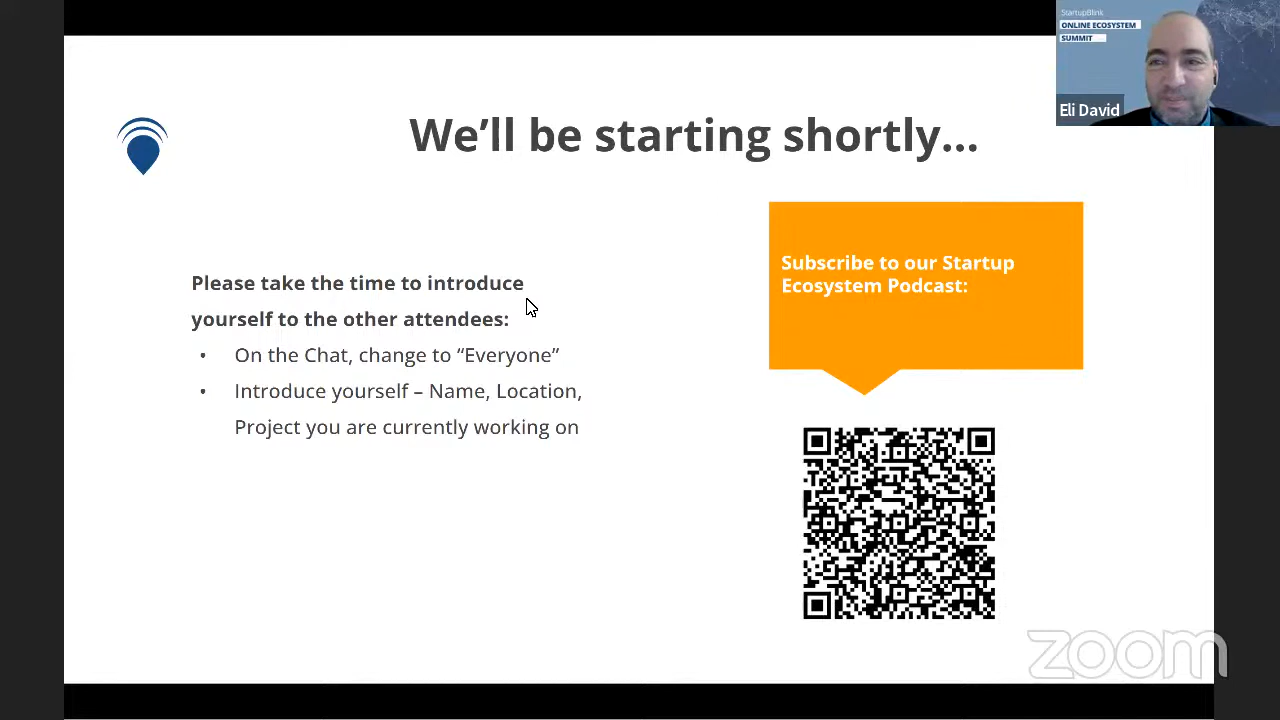 StartupBlink
ONLINE ECOSYSTEM
SUMMIT
Eli David
We’ll be starting shortly...
Please take the time to introduce
yourself to the other attendees:
• On the Chat, change to “Everyone”
• Introduce yourself – Name, Location,
Project you are currently working on
Subscribe to our Startup
Ecosystem Podcast:
zoom